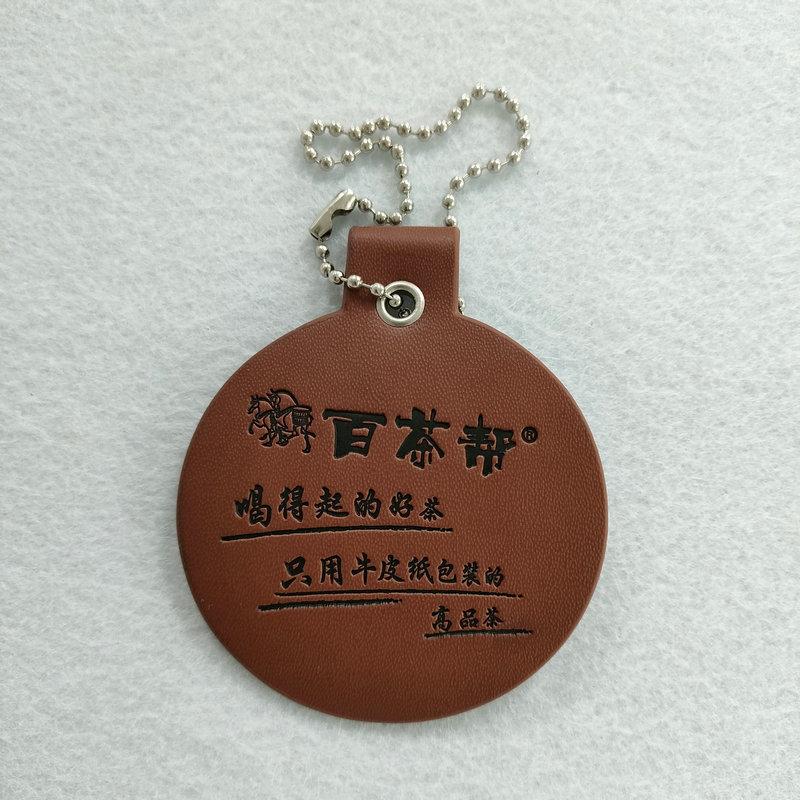 百茶帮®
喝得起的好茶
只用牛皮纸包装的
高品茶